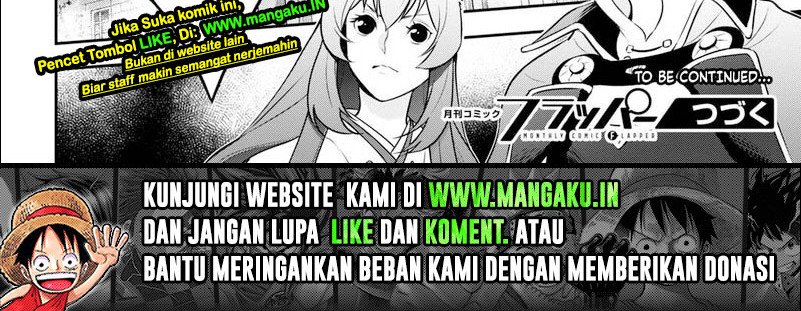 Jika Suka komik ini,
Pencet Tombol LIKE, Di; WWW.mangaku.IN
Bukan di website lain
Biar staff makin semangat nerjemahin
TO BE CONTINUED...
月刊コミック フラッパー つづく
MONTHLY COMIC FLAPPER
KUNJUNGI WEBSITE KAMI DI WWW.MANGAKU.IN
DAN JANGAN LUPA LIKE DAN KOMENT. ATAU
BANTU MERINGANKAN BEBAN KAMI DENGAN MEMBERIKAN DONASI